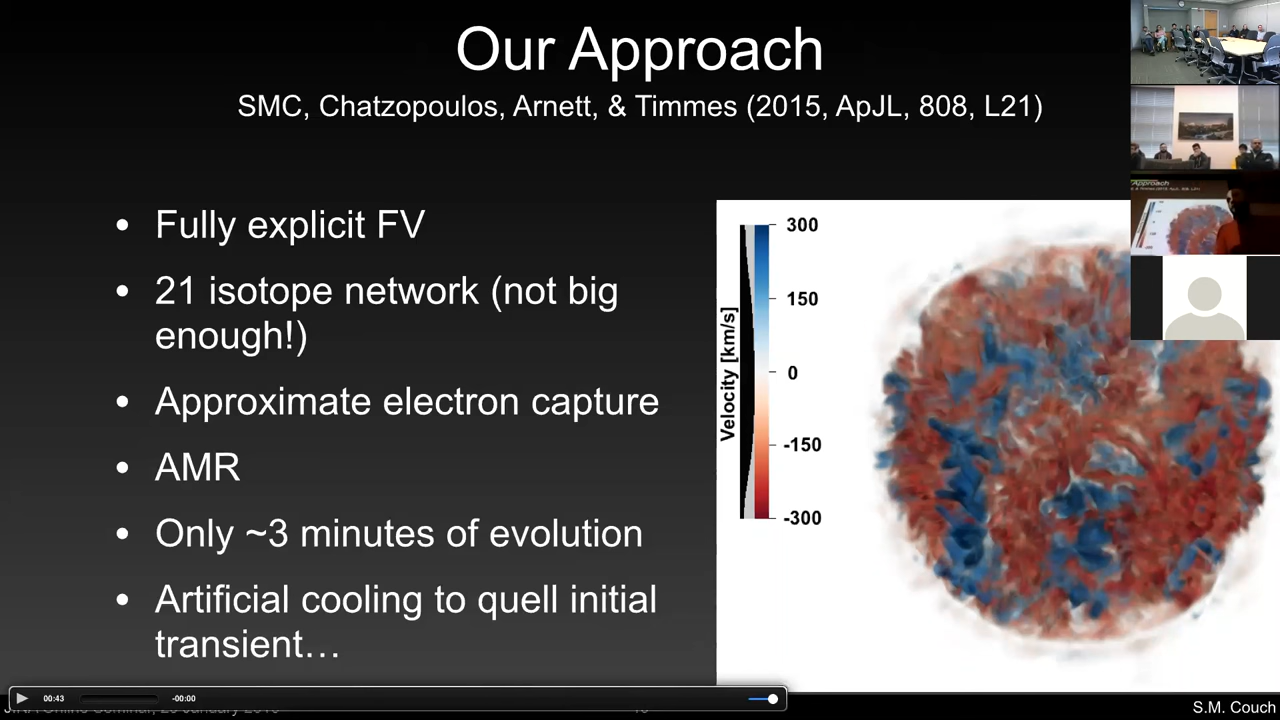 Our Approach
SMC, Chatzopoulos, Arnett, & Timmes (2015, ApJL, 808, L21)
• Fully explicit FV
• 21 isotope network (not big
enough!)
• Approximate electron capture
• AMR
• Only ~3 minutes of evolution
• Artificial cooling to quell initial
transient…
Velocity [km/s]
300
150
0
-150
-300
Approach
00:43
-00:00
S.M. Couch